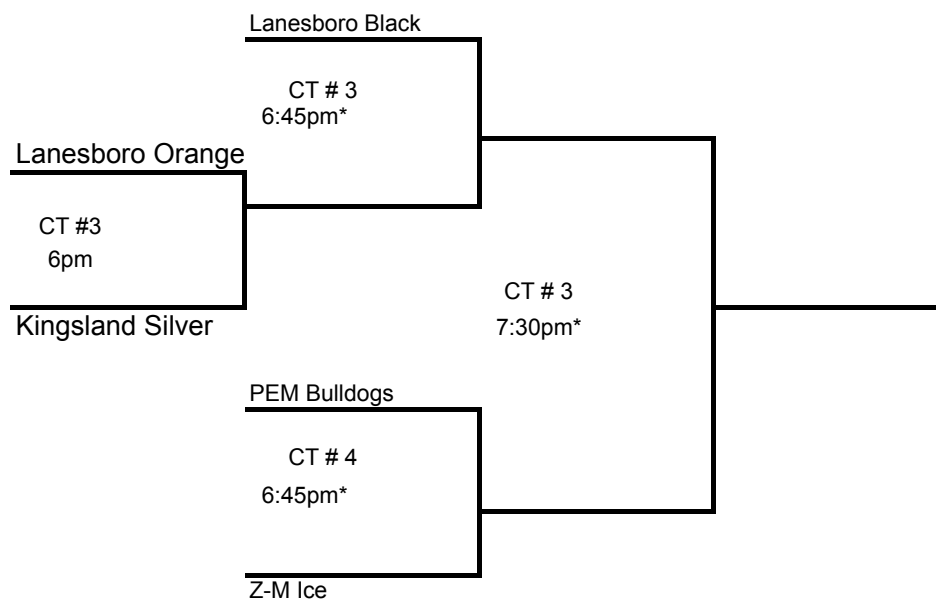 Lanesboro Black
CT # 3
6:45pm*
Lanesboro Orange
CT #3
6pm
Kingsland Silver
CT # 3
7:30pm*
PEM Bulldogs
CT # 4
6:45pm*
Z-M Ice